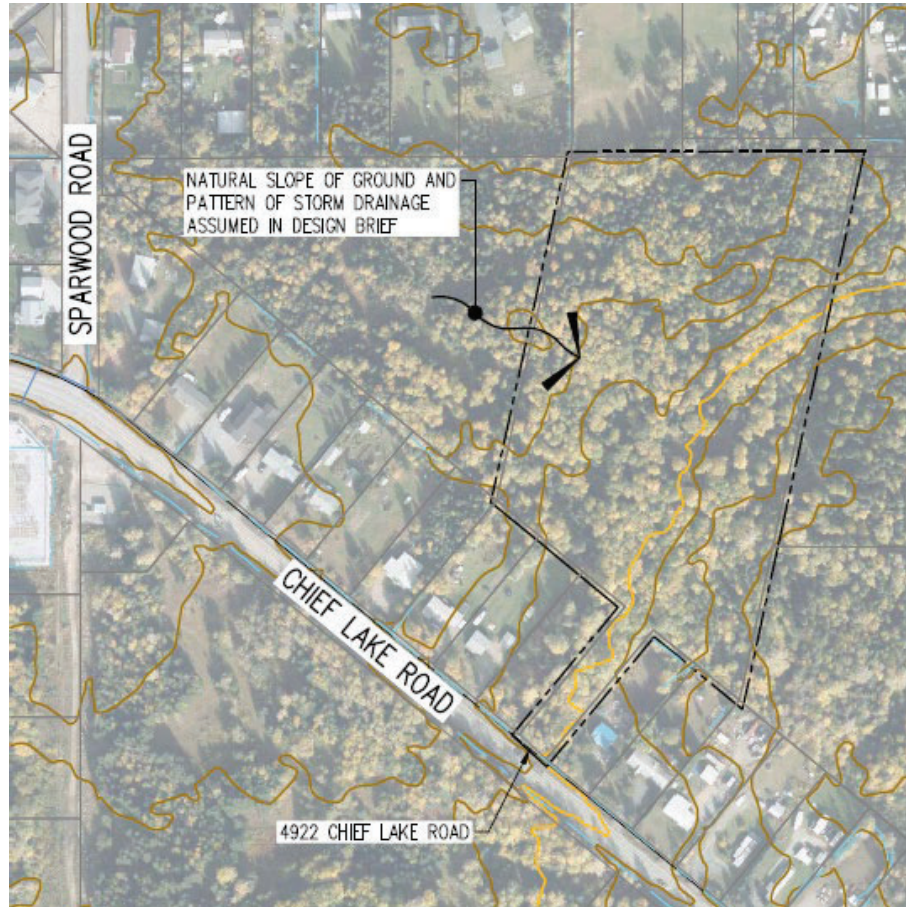 NATURAL SLOPE OF GROUND AND
PATTERN OF STORM DRAINAGE
ASSUMED IN DESIGN BRIEF
SPARWOOD ROAD
CHIEF LAKE ROAD
4922 CHIEF LAKE ROAD